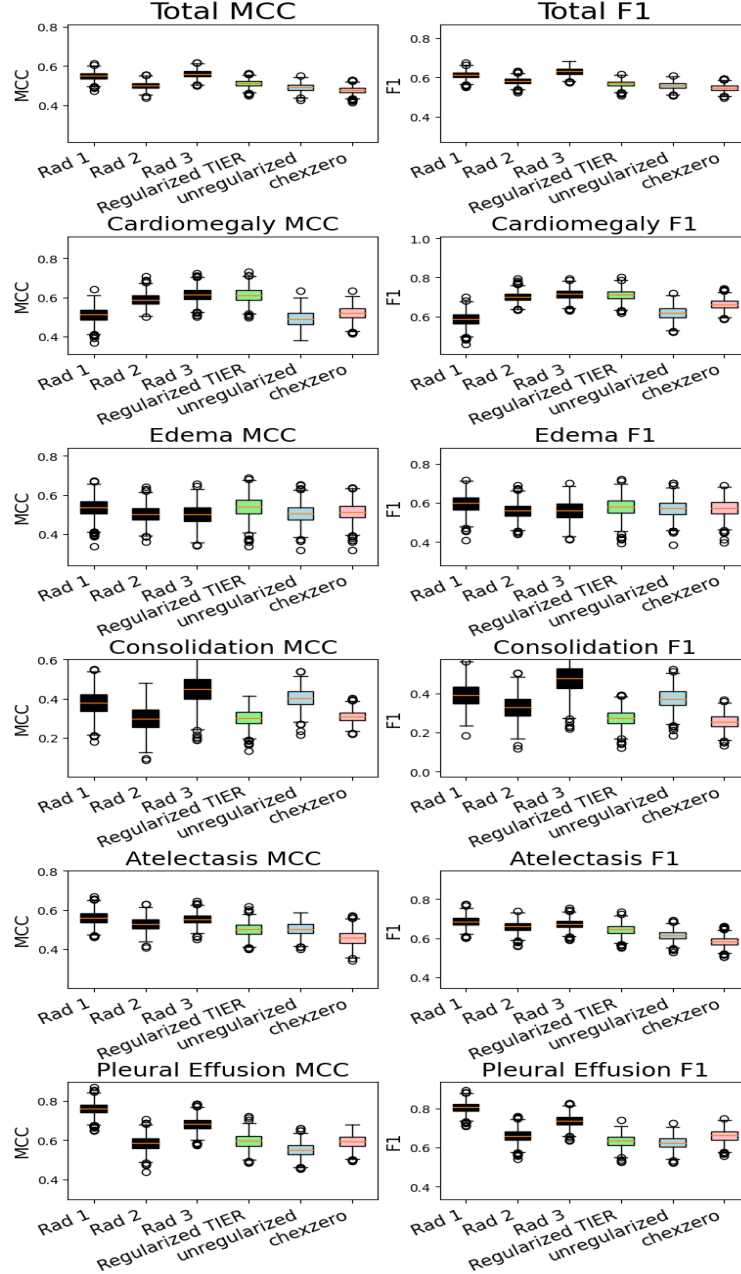 Total MCC
Total F1
MCC
0.8
0.6
0.4
F1
0.8
0.6
0.4
Rad 1
Rad 2
Rad 3
Regularized TIER
unregularized
chexzero
Rad 1
Rad 2
Rad 3
Regularized TIER
unregularized
chexzero
Cardiomegaly MCC
Cardiomegaly F1
MCC
0.8
0.6
0.4
F1
1.0
0.8
0.6
Rad 1
Rad 2
Rad 3
Regularized TIER
unregularized
chexzero
Rad 1
Rad 2
Rad 3
Regularized TIER
unregularized
chexzero
Edema MCC
Edema F1
MCC
0.8
0.6
0.4
F1
0.8
0.6
0.4
Rad 1
Rad 2
Rad 3
Regularized TIER
unregularized
chexzero
Rad 1
Rad 2
Rad 3
Regularized TIER
unregularized
chexzero
Consolidation MCC
Consolidation F1
MCC
0.6
0.4
0.2
F1
0.4
0.2
0.0
Rad 1
Rad 2
Rad 3
Regularized TIER
unregularized
chexzero
Rad 1
Rad 2
Rad 3
Regularized TIER
unregularized
chexzero
Atelectasis MCC
Atelectasis F1
MCC
0.8
0.6
0.4
F1
0.8
0.6
0.4
Rad 1
Rad 2
Rad 3
Regularized TIER
unregularized
chexzero
Rad 1
Rad 2
Rad 3
Regularized TIER
unregularized
chexzero
Pleural Effusion MCC
Pleural Effusion F1
MCC
0.8
0.6
0.4
F1
0.8
0.6
0.4
Rad 1
Rad 2
Rad 3
Regularized TIER
unregularized
chexzero
Rad 1
Rad 2
Rad 3
Regularized TIER
unregularized
chexzero